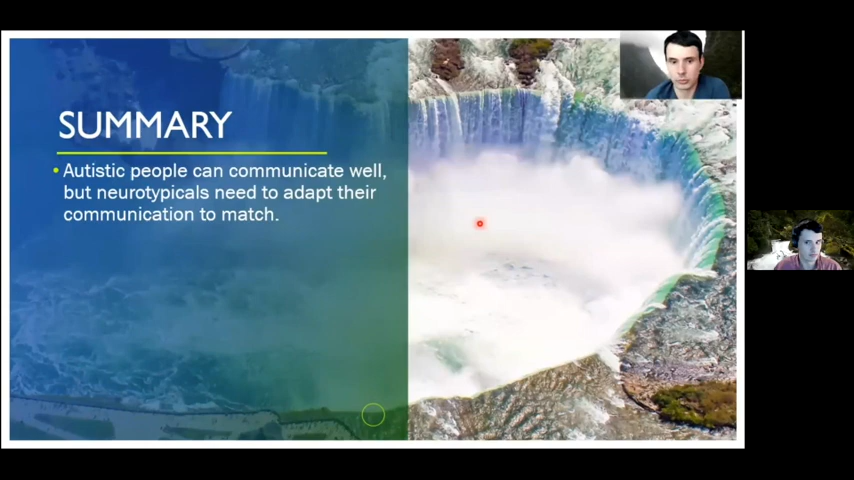 SUMMARY
• Autistic people can communicate well,
but neurotypicals need to adapt their
communication to match.